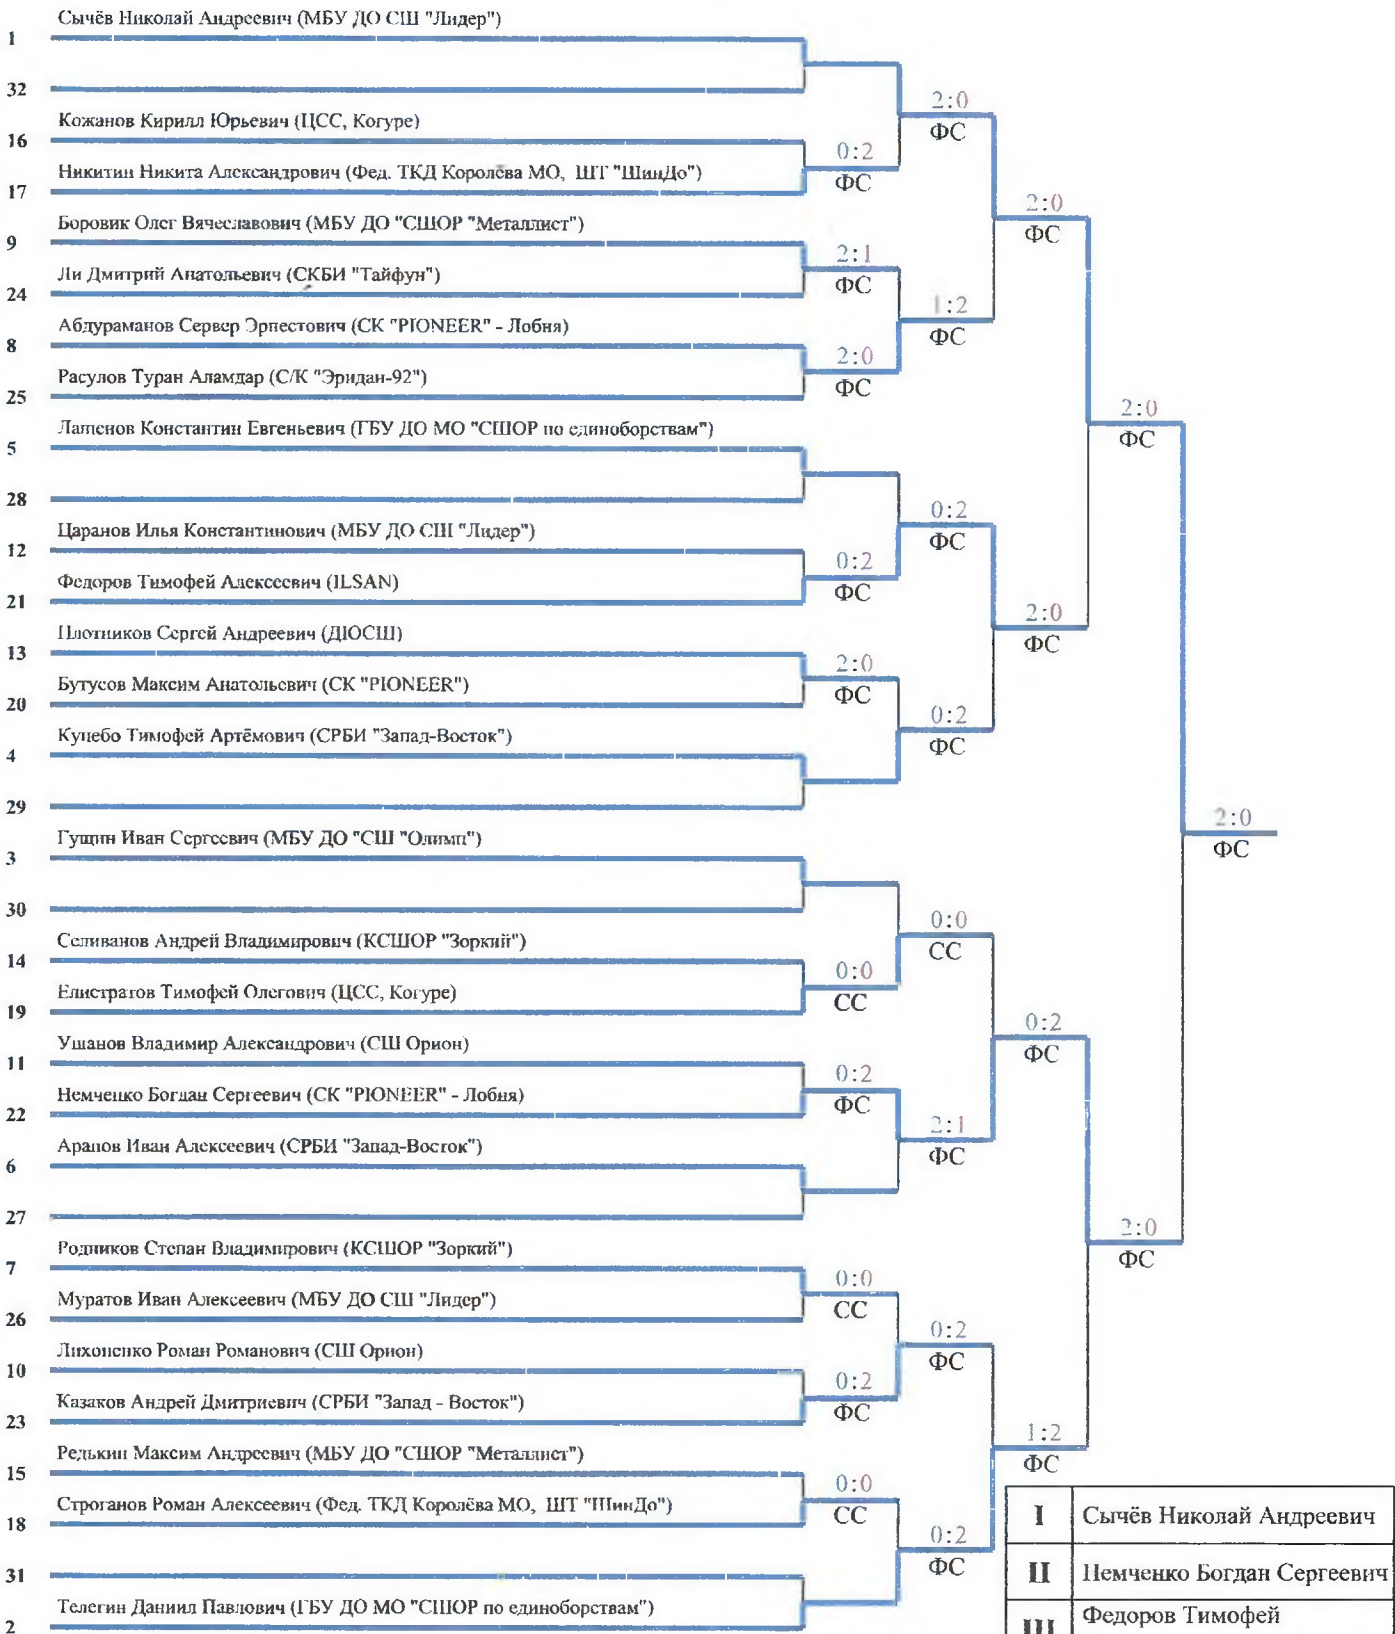 Сычёв Николай Андреевич (МБУ ДО СШ "Лидер")
1
32
2:0
Кожанов Кирилл Юрьевич (ЦСС, Когуре)
ФС
16
0:2
Никитин Никита Александрович (Фед. ТКД Королёва МО, ШТ "ШинДо")
ФС
17
2:0
Боровик Олег Вячеславович (МБУ ДО "СШОР "Металлист")
ФС
9
2:1
Ли Дмитрий Анатольевич (СКБИ "Тайфун")
ФС
24
1:2
Абдураманов Сервер Эрнестович (СК "PIONEER" - Лобня)
ФС
8
2:0
Расулов Туран Аламдар (С/К "Эридан-92")
ФС
25
2:0
Лапенов Константин Евгеньевич (ГБУ ДО МО "СШОР по единоборствам")
ФС
5
28
0:2
Царанов Илья Константинович (МБУ ДО СШ "Лидер")
ФС
12
0:2
Федоров Тимофей Алексеевич (ILSAN)
ФС
21
2:0
Плотников Сергей Андреевич (ДЮСШ)
ФС
13
2:0
Бутусов Максим Анатольевич (СК "PIONEER")
ФС
20
0:2
Кунебо Тимофей Артёмович (СРБИ "Запад-Восток")
ФС
4
29
2:0
Гущин Иван Сергеевич (МБУ ДО "СШ "Олимп")
ФС
3
30
0:0
Селиванов Андрей Владимирович (КСШОР "Зоркий")
СС
14
0:0
Елистратов Тимофей Олегович (ЦСС, Когуре)
СС
19
0:2
Ушанов Владимир Александрович (СШ Орион)
ФС
11
0:2
Немченко Богдан Сергеевич (СК "PIONEER" - Лобня)
ФС
22
2:1
Арапов Иван Алексеевич (СРБИ "Запад-Восток")
ФС
6
27
2:0
Родников Степан Владимирович (КСШОР "Зоркий")
ФС
7
0:0
Муратов Иван Алексеевич (МБУ ДО СШ "Лидер")
СС
26
0:2
Лихоненко Роман Романович (СШ Орион)
ФС
10
0:2
Казаков Андрей Дмитриевич (СРБИ "Запад - Восток")
ФС
23
1:2
Редькин Максим Андреевич (МБУ ДО "СШОР "Металлист")
ФС
15
0:0
Строганов Роман Алексеевич (Фед. ТКД Королёва МО, ШТ "ШинДо")
СС
18
I Сычёв Николай Андреевич
0:2
ФС
31
II Немченко Богдан Сергеевич
Телегин Даниил Павлович (ГБУ ДО МО "СШОР по единоборствам")
2
III Федоров Тимофей